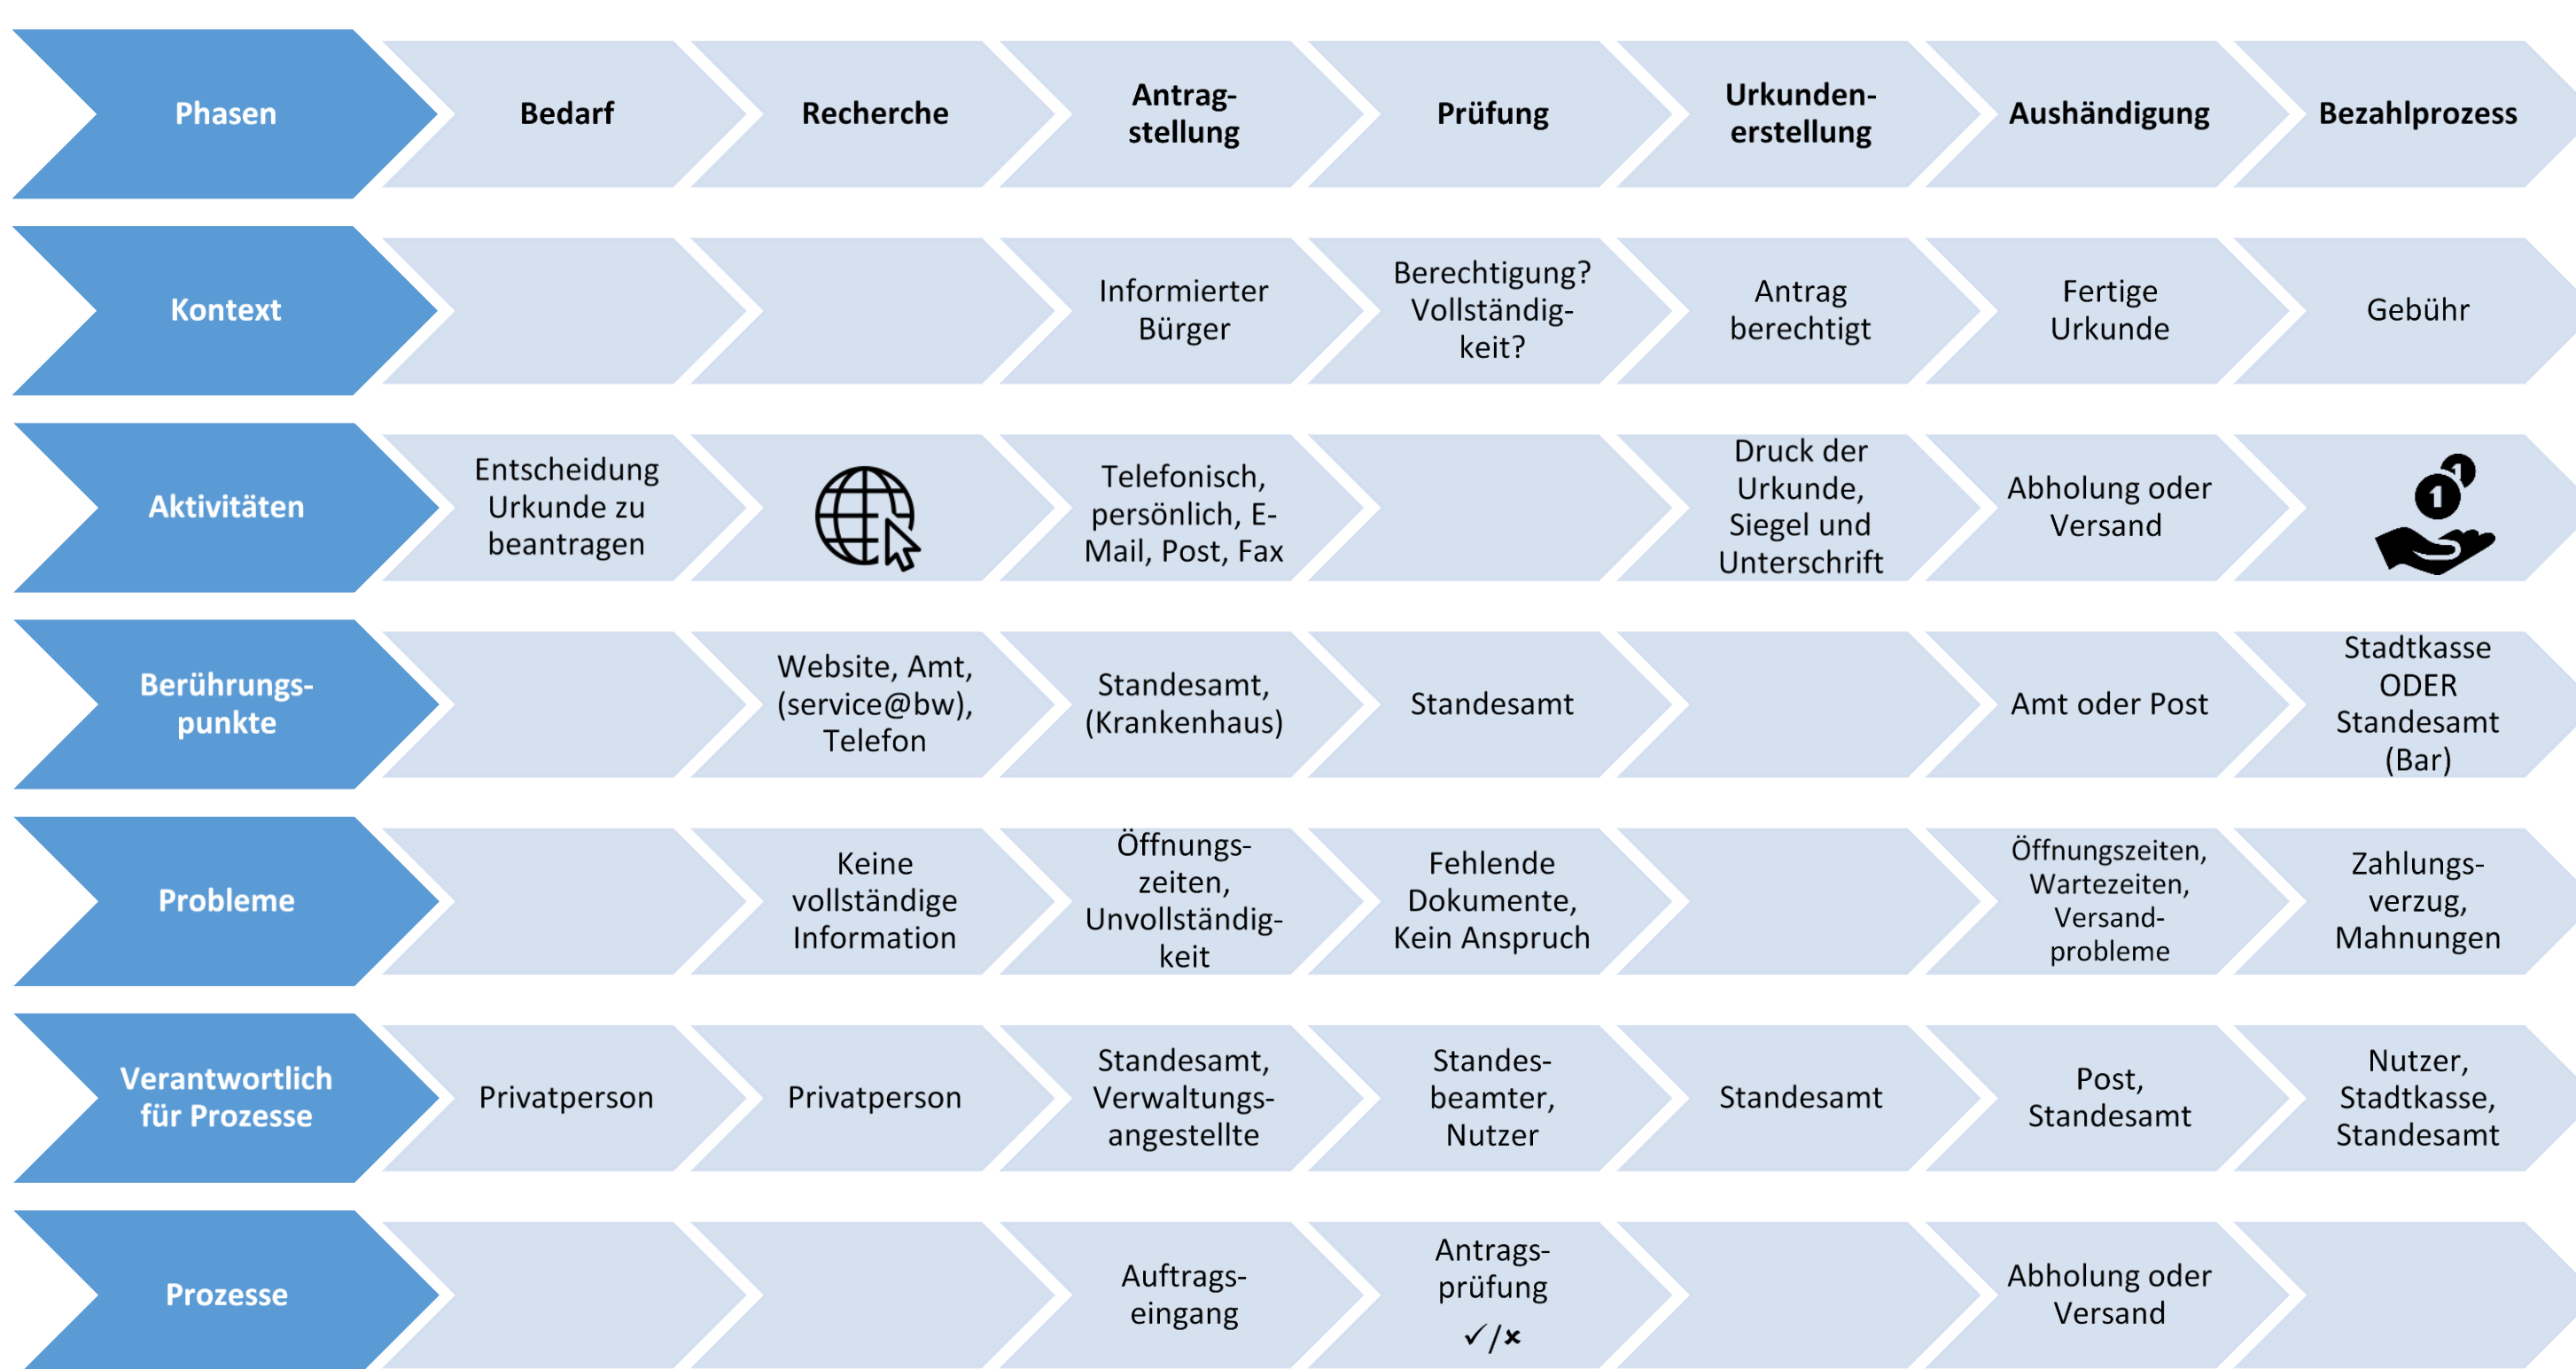 Phasen
Bedarf
Recherche
Antrag-
stellung
Prüfung
Urkunden-
erstellung
Aushändigung
Bezahlprozess
Kontext
Informierter
Bürger
Berechtigung?
Vollständig-
keit?
Antrag
berechtigt
Fertige
Urkunde
Gebühr
Aktivitäten
Entscheidung
Urkunde zu
beantragen
Telefonisch,
persönlich, E-
Mail, Post, Fax
Druck der
Urkunde,
Siegel und
Unterschrift
Abholung oder
Versand
1
1
Berührungs-
punkte
Website, Amt,
(service@bw),
Telefon
Standesamt,
(Krankenhaus)
Standesamt
Amt oder Post
Stadtkasse
ODER
Standesamt
(Bar)
Probleme
Keine
vollständige
Information
Öffnungs-
zeiten,
Unvollständig-
keit
Fehlende
Dokumente,
Kein Anspruch
Öffnungszeiten,
Wartezeiten,
Versand-
probleme
Zahlungs-
verzug,
Mahnungen
Verantwortlich
für Prozesse
Privatperson
Privatperson
Standesamt,
Verwaltungs-
angestellte
Standes-
beamter,
Nutzer
Standesamt
Post,
Standesamt
Nutzer,
Stadtkasse,
Standesamt
Prozesse
Auftrags-
eingang
Antrags-
prüfung
✓/✗
Abholung oder
Versand